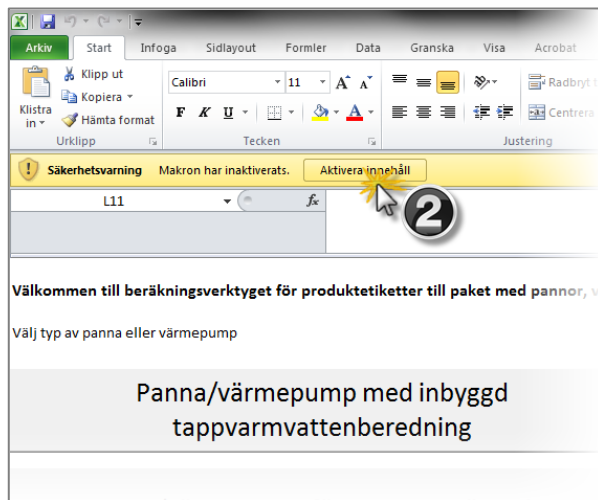 Arkiv Start Infoga Sidlayout Formler Data Granska Visa Acrobat
Klistra in
Klipp ut
Kopiera
Hämta format
Urklipp
Calibri 11 A A
F K U A
Tecken
Radbryt
Centrera
Justering
Säkerhetsvarning Makron har inaktiverats. Aktivera innehåll
2
L11 fx
Välkommen till beräkningsverktyget för produktetiketter till paket med pannor,
Välj typ av panna eller värmepump
Panna/värmepump med inbyggd
tappvarmvattenberedning